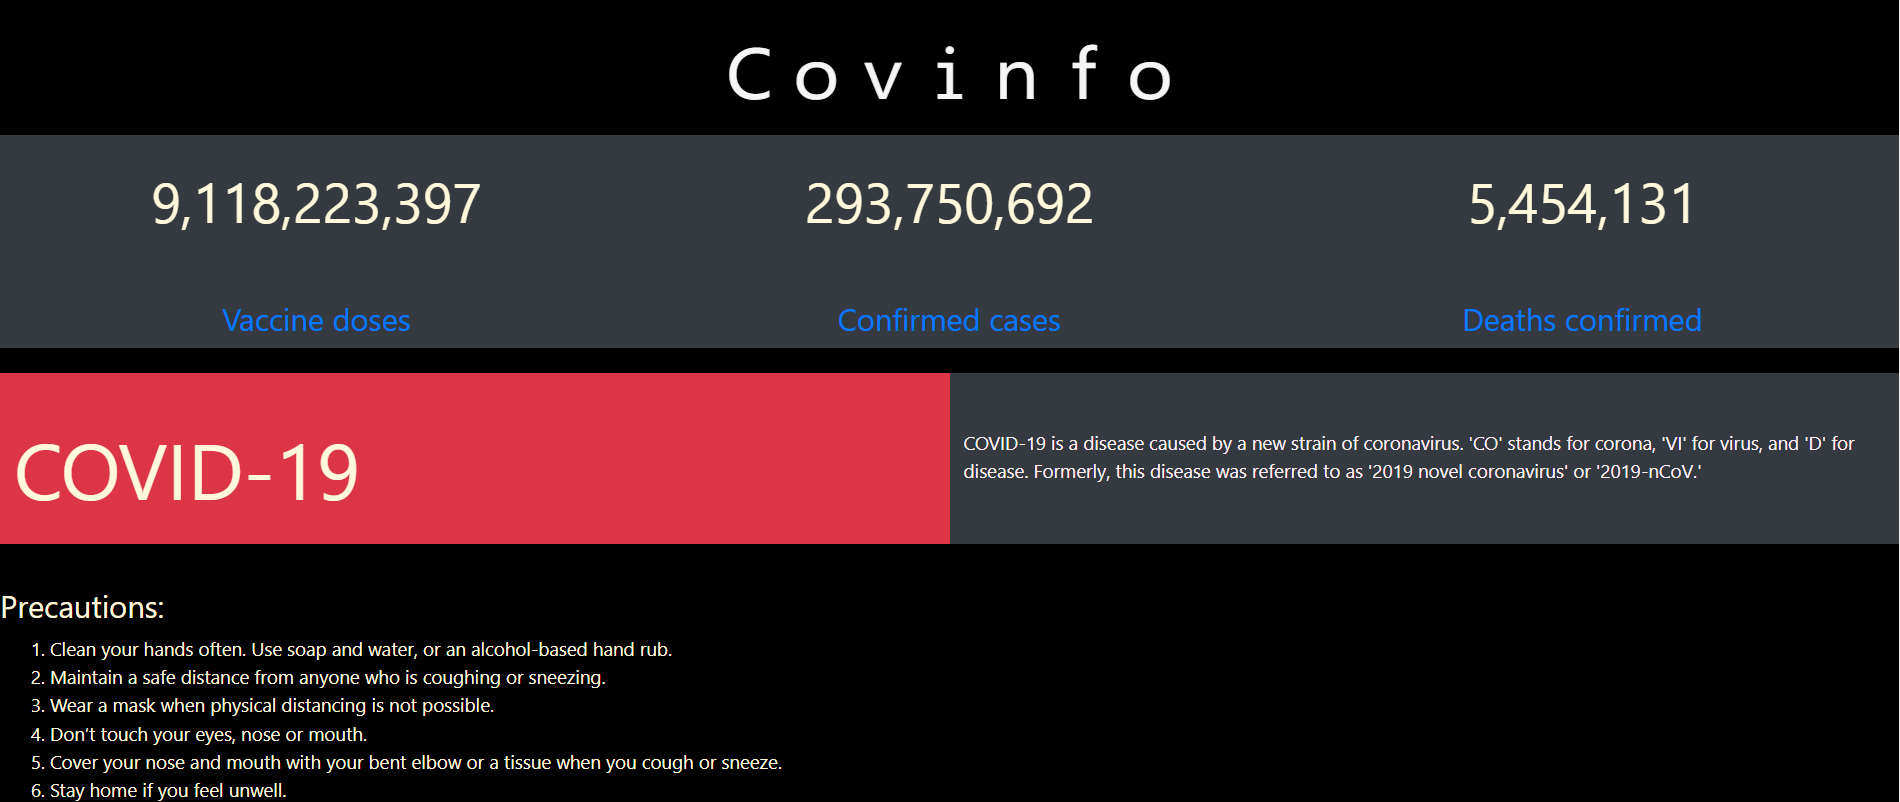 Covinfo
9,118,223,397
293,750,692
5,454,131
Vaccine doses
Confirmed cases
Deaths confirmed
COVID-19
COVID-19 is a disease caused by a new strain of coronavirus. 'CO' stands for corona, 'VI' for virus, and 'D' for
disease. Formerly, this disease was referred to as '2019 novel coronavirus' or '2019-nCoV.'
Precautions:
1. Clean your hands often. Use soap and water, or an alcohol-based hand rub.
2. Maintain a safe distance from anyone who is coughing or sneezing.
3. Wear a mask when physical distancing is not possible.
4. Don’t touch your eyes, nose or mouth.
5. Cover your nose and mouth with your bent elbow or a tissue when you cough or sneeze.
6. Stay home if you feel unwell.